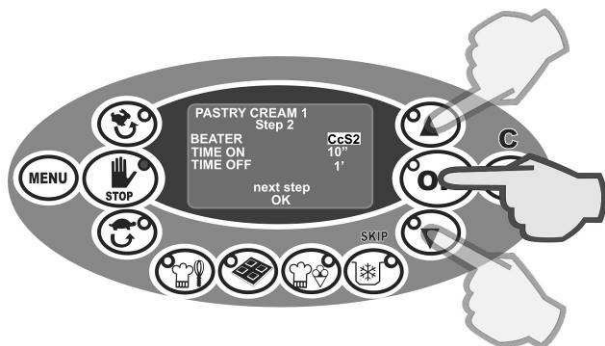 PASTRY CREAM 1
Step 2
BEATER CcS2
TIME ON 10"
TIME OFF 1'
next step
OK
C
MENU
STOP
SKIP